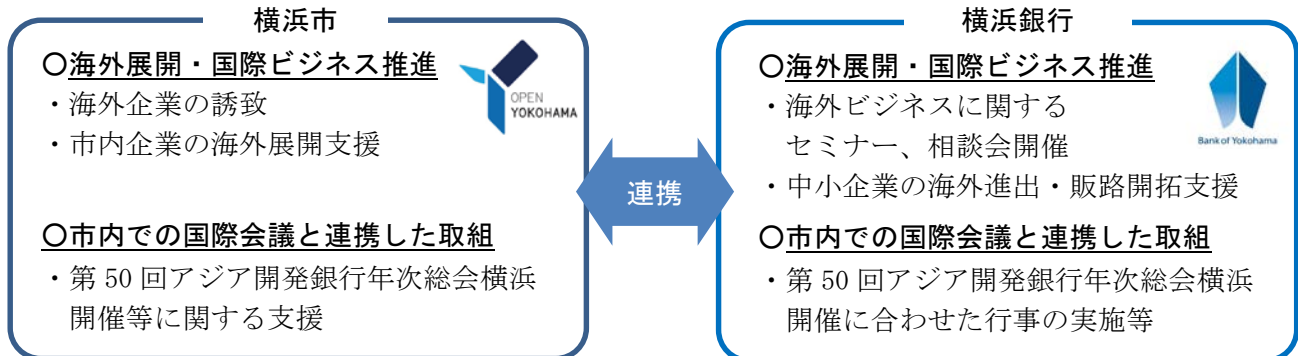 横浜市
〇海外展開・国際ビジネス推進
・海外企業の誘致
・市内企業の海外展開支援
OPEN
YOKOHAMA
〇市内での国際会議と連携した取組
・第 50 回アジア開発銀行年次総会横浜
開催等に関する支援
連携
横浜銀行
〇海外展開・国際ビジネス推進
・海外ビジネスに関する
セミナー、相談会開催
・中小企業の海外進出・販路開拓支援
Bank of Yokohama
〇市内での国際会議と連携した取組
・第 50 回アジア開発銀行年次総会横浜
開催に合わせた行事の実施等